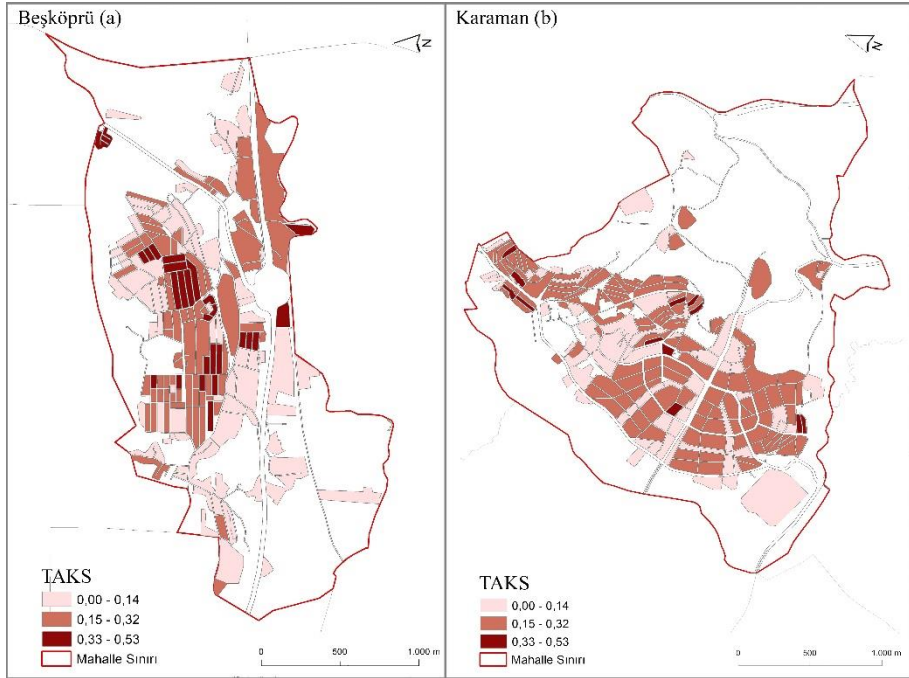 Beşköprü (a)
N
TAKS
0,00 - 0,14
0,15 - 0,32
0,33 - 0,53
Mahalle Sınırı
0 500 1.000 m
Karaman (b)
N
TAKS
0,00 - 0,14
0,15 - 0,32
0,33 - 0,53
Mahalle Sınırı
0 500 1.000 m